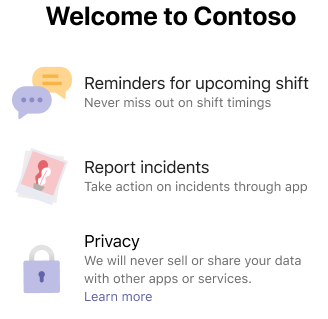 Welcome to Contoso
Reminders for upcoming shift
Never miss out on shift timings
Report incidents
Take action on incidents through app
Privacy
We will never sell or share your data
with other apps or services.
Learn more